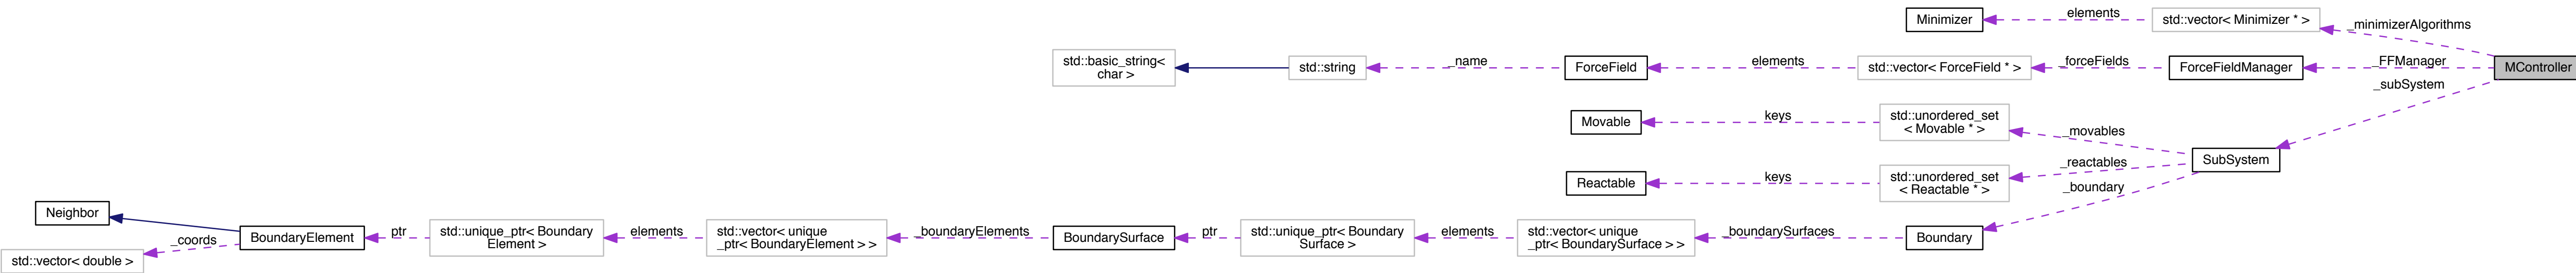 Minimizer
elements
std::vector< Minimizer * >
_minimizerAlgorithms
std::basic_string<
char >
std::string
_name
ForceField
elements
std::vector< ForceField * >
_forceFields
ForceFieldManager
_FFManager
MController
_subSystem
Movable
keys
std::unordered_set
< Movable * >
_movables
SubSystem
Reactable
keys
std::unordered_set
< Reactable * >
_reactables
_boundary
Neighbor
_coords
std::vector< double >
BoundaryElement
ptr
std::unique_ptr< Boundary
Element >
elements
std::vector< unique
_ptr< BoundaryElement > >
_boundaryElements
BoundarySurface
ptr
std::unique_ptr< Boundary
Surface >
elements
std::vector< unique
_ptr< BoundarySurface > >
_boundarySurfaces
Boundary